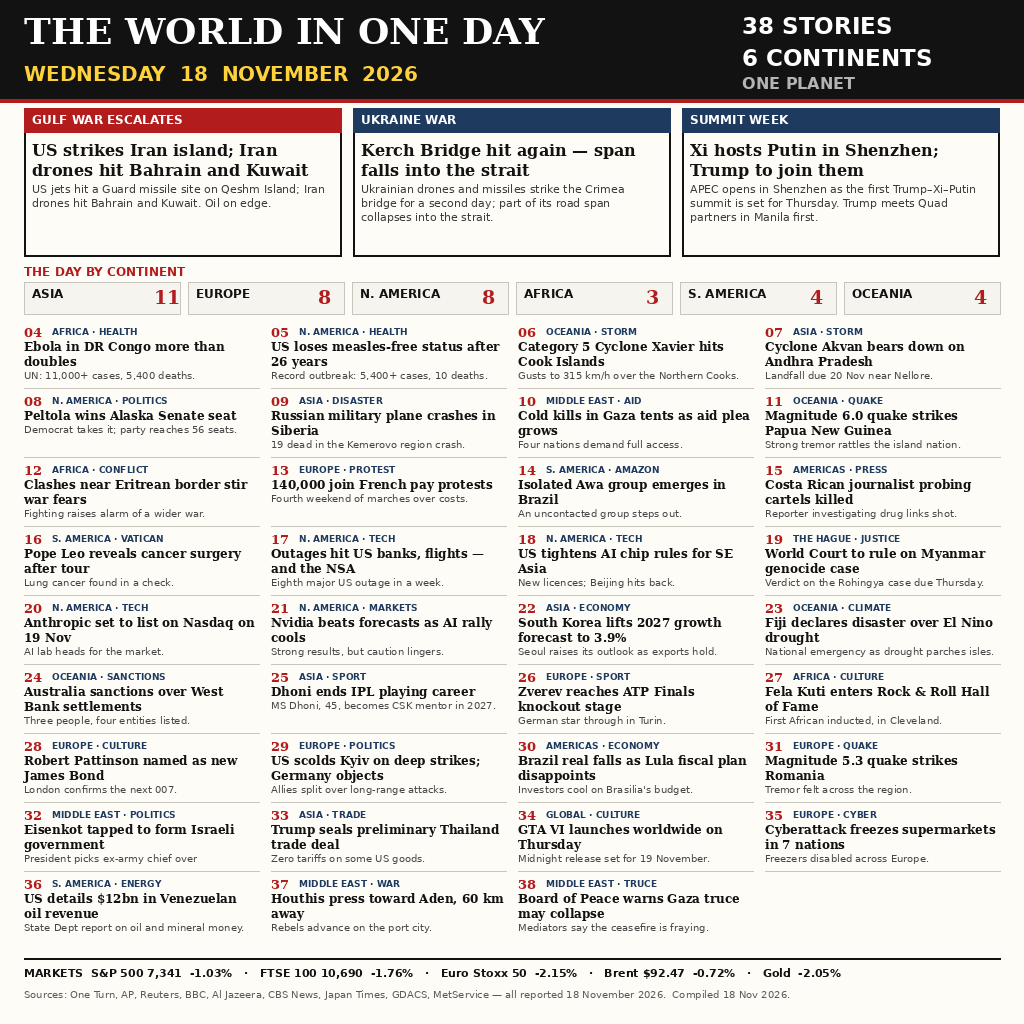 THE WORLD IN ONE DAY
WEDNESDAY 18 NOVEMBER 2026
38 STORIES
6 CONTINENTS
ONE PLANET
GULF WAR ESCALATES
US strikes Iran island; Iran
drones hit Bahrain and Kuwait
US jets hit a Guard missile site on Qeshm Island; Iran
drones hit Bahrain and Kuwait. Oil on edge.
UKRAINE WAR
Kerch Bridge hit again — span
falls into the strait
Ukrainian drones and missiles strike the Crimea
bridge for a second day; part of its road span
collapses into the strait.
SUMMIT WEEK
Xi hosts Putin in Shenzhen;
Trump to join them
APEC opens in Shenzhen as the first Trump–Xi–Putin
summit is set for Thursday. Trump meets Quad
partners in Manila first.
THE DAY BY CONTINENT
ASIA 11
EUROPE 8
N. AMERICA 8
AFRICA 3
S. AMERICA 4
OCEANIA 4
04 AFRICA · HEALTH
Ebola in DR Congo more than
doubles
UN: 11,000+ cases, 5,400 deaths.
05 N. AMERICA · HEALTH
US loses measles-free status after
26 years
Record outbreak: 5,400+ cases, 10 deaths.
06 OCEANIA · STORM
Category 5 Cyclone Xavier hits
Cook Islands
Gusts to 315 km/h over the Northern Cooks.
07 ASIA · STORM
Cyclone Akvan bears down on
Andhra Pradesh
Landfall due 20 Nov near Nellore.
08 N. AMERICA · POLITICS
Peltola wins Alaska Senate seat
Democrat takes it; party reaches 56 seats.
09 ASIA · DISASTER
Russian military plane crashes in
Siberia
19 dead in the Kemerovo region crash.
10 MIDDLE EAST · AID
Cold kills in Gaza tents as aid plea
grows
Four nations demand full access.
11 OCEANIA · QUAKE
Magnitude 6.0 quake strikes
Papua New Guinea
Strong tremor rattles the island nation.
12 AFRICA · CONFLICT
Clashes near Eritrean border stir
war fears
Fighting raises alarm of a wider war.
13 EUROPE · PROTEST
140,000 join French pay protests
Fourth weekend of marches over costs.
14 S. AMERICA · AMAZON
Isolated Awa group emerges in
Brazil
An uncontacted group steps out.
15 AMERICAS · PRESS
Costa Rican journalist probing
cartels killed
Reporter investigating drug links shot.
16 S. AMERICA · VATICAN
Pope Leo reveals cancer surgery
after tour
Lung cancer found in a check.
17 N. AMERICA · TECH
Outages hit US banks, flights —
and the NSA
Eighth major US outage in a week.
18 N. AMERICA · TECH
US tightens AI chip rules for SE
Asia
New licences; Beijing hits back.
19 THE HAGUE · JUSTICE
World Court to rule on Myanmar
genocide case
Verdict on the Rohingya case due Thursday.
20 N. AMERICA · TECH
Anthropic set to list on Nasdaq on
19 Nov
AI lab heads for the market.
21 N. AMERICA · MARKETS
Nvidia beats forecasts as AI rally
cools
Strong results, but caution lingers.
22 ASIA · ECONOMY
South Korea lifts 2027 growth
forecast to 3.9%
Seoul raises its outlook as exports hold.
23 OCEANIA · CLIMATE
Fiji declares disaster over El Nino
drought
National emergency as drought parches isles.
24 OCEANIA · SANCTIONS
Australia sanctions over West
Bank settlements
Three people, four entities listed.
25 ASIA · SPORT
Dhoni ends IPL playing career
MS Dhoni, 45, becomes CSK mentor in 2027.
26 EUROPE · SPORT
Zverev reaches ATP Finals
knockout stage
German star through in Turin.
27 AFRICA · CULTURE
Fela Kuti enters Rock & Roll Hall
of Fame
First African inducted, in Cleveland.
28 EUROPE · CULTURE
Robert Pattinson named as new
James Bond
London confirms the next 007.
29 EUROPE · POLITICS
US scolds Kyiv on deep strikes;
Germany objects
Allies split over long-range attacks.
30 AMERICAS · ECONOMY
Brazil real falls as Lula fiscal plan
disappoints
Investors cool on Brasilia's budget.
31 EUROPE · QUAKE
Magnitude 5.3 quake strikes
Romania
Tremor felt across the region.
32 MIDDLE EAST · POLITICS
Eisenkot tapped to form Israeli
government
President picks ex-army chief over
33 ASIA · TRADE
Trump seals preliminary Thailand
trade deal
Zero tariffs on some US goods.
34 GLOBAL · CULTURE
GTA VI launches worldwide on
Thursday
Midnight release set for 19 November.
35 EUROPE · CYBER
Cyberattack freezes supermarkets
in 7 nations
Freezers disabled across Europe.
36 S. AMERICA · ENERGY
US details $12bn in Venezuelan
oil revenue
State Dept report on oil and mineral money.
37 MIDDLE EAST · WAR
Houthis press toward Aden, 60 km
away
Rebels advance on the port city.
38 MIDDLE EAST · TRUCE
Board of Peace warns Gaza truce
may collapse
Mediators say the ceasefire is fraying.
MARKETS S&P 500 7,341 -1.03% · FTSE 100 10,690 -1.76% · Euro Stoxx 50 -2.15% · Brent $92.47 -0.72% · Gold -2.05%
Sources: One Turn, AP, Reuters, BBC, Al Jazeera, CBS News, Japan Times, GDACS, MetService — all reported 18 November 2026. Compiled 18 Nov 2026.